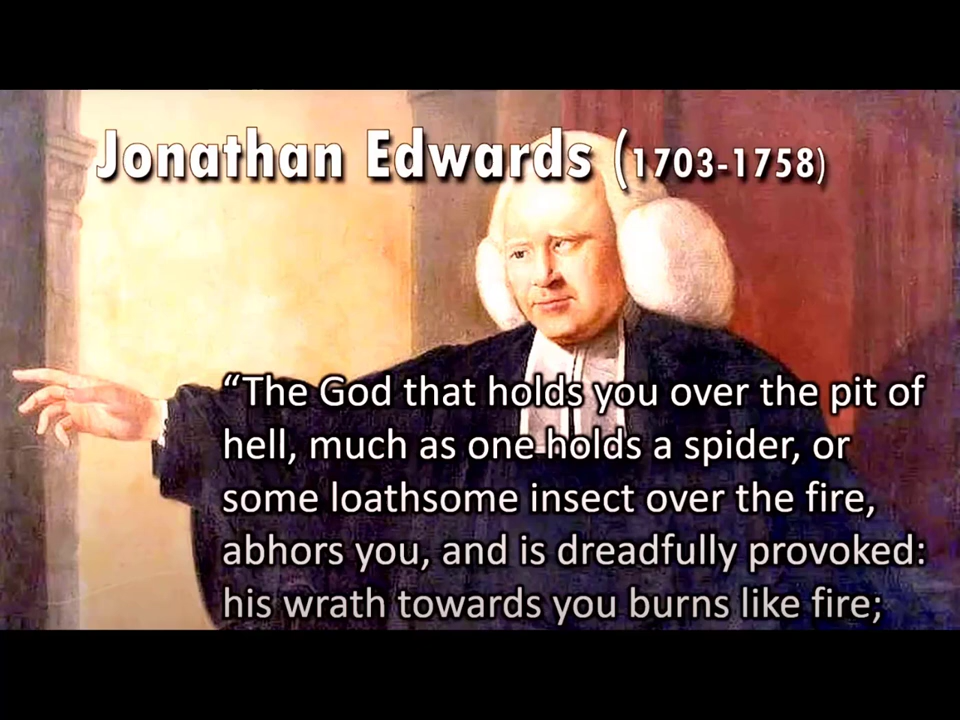 Jonathan Edwards (1703-1758)
“The God that holds you over the pit of
hell, much as one holds a spider, or
some loathsome insect over the fire,
abhors you, and is dreadfully provoked:
his wrath towards you burns like fire;